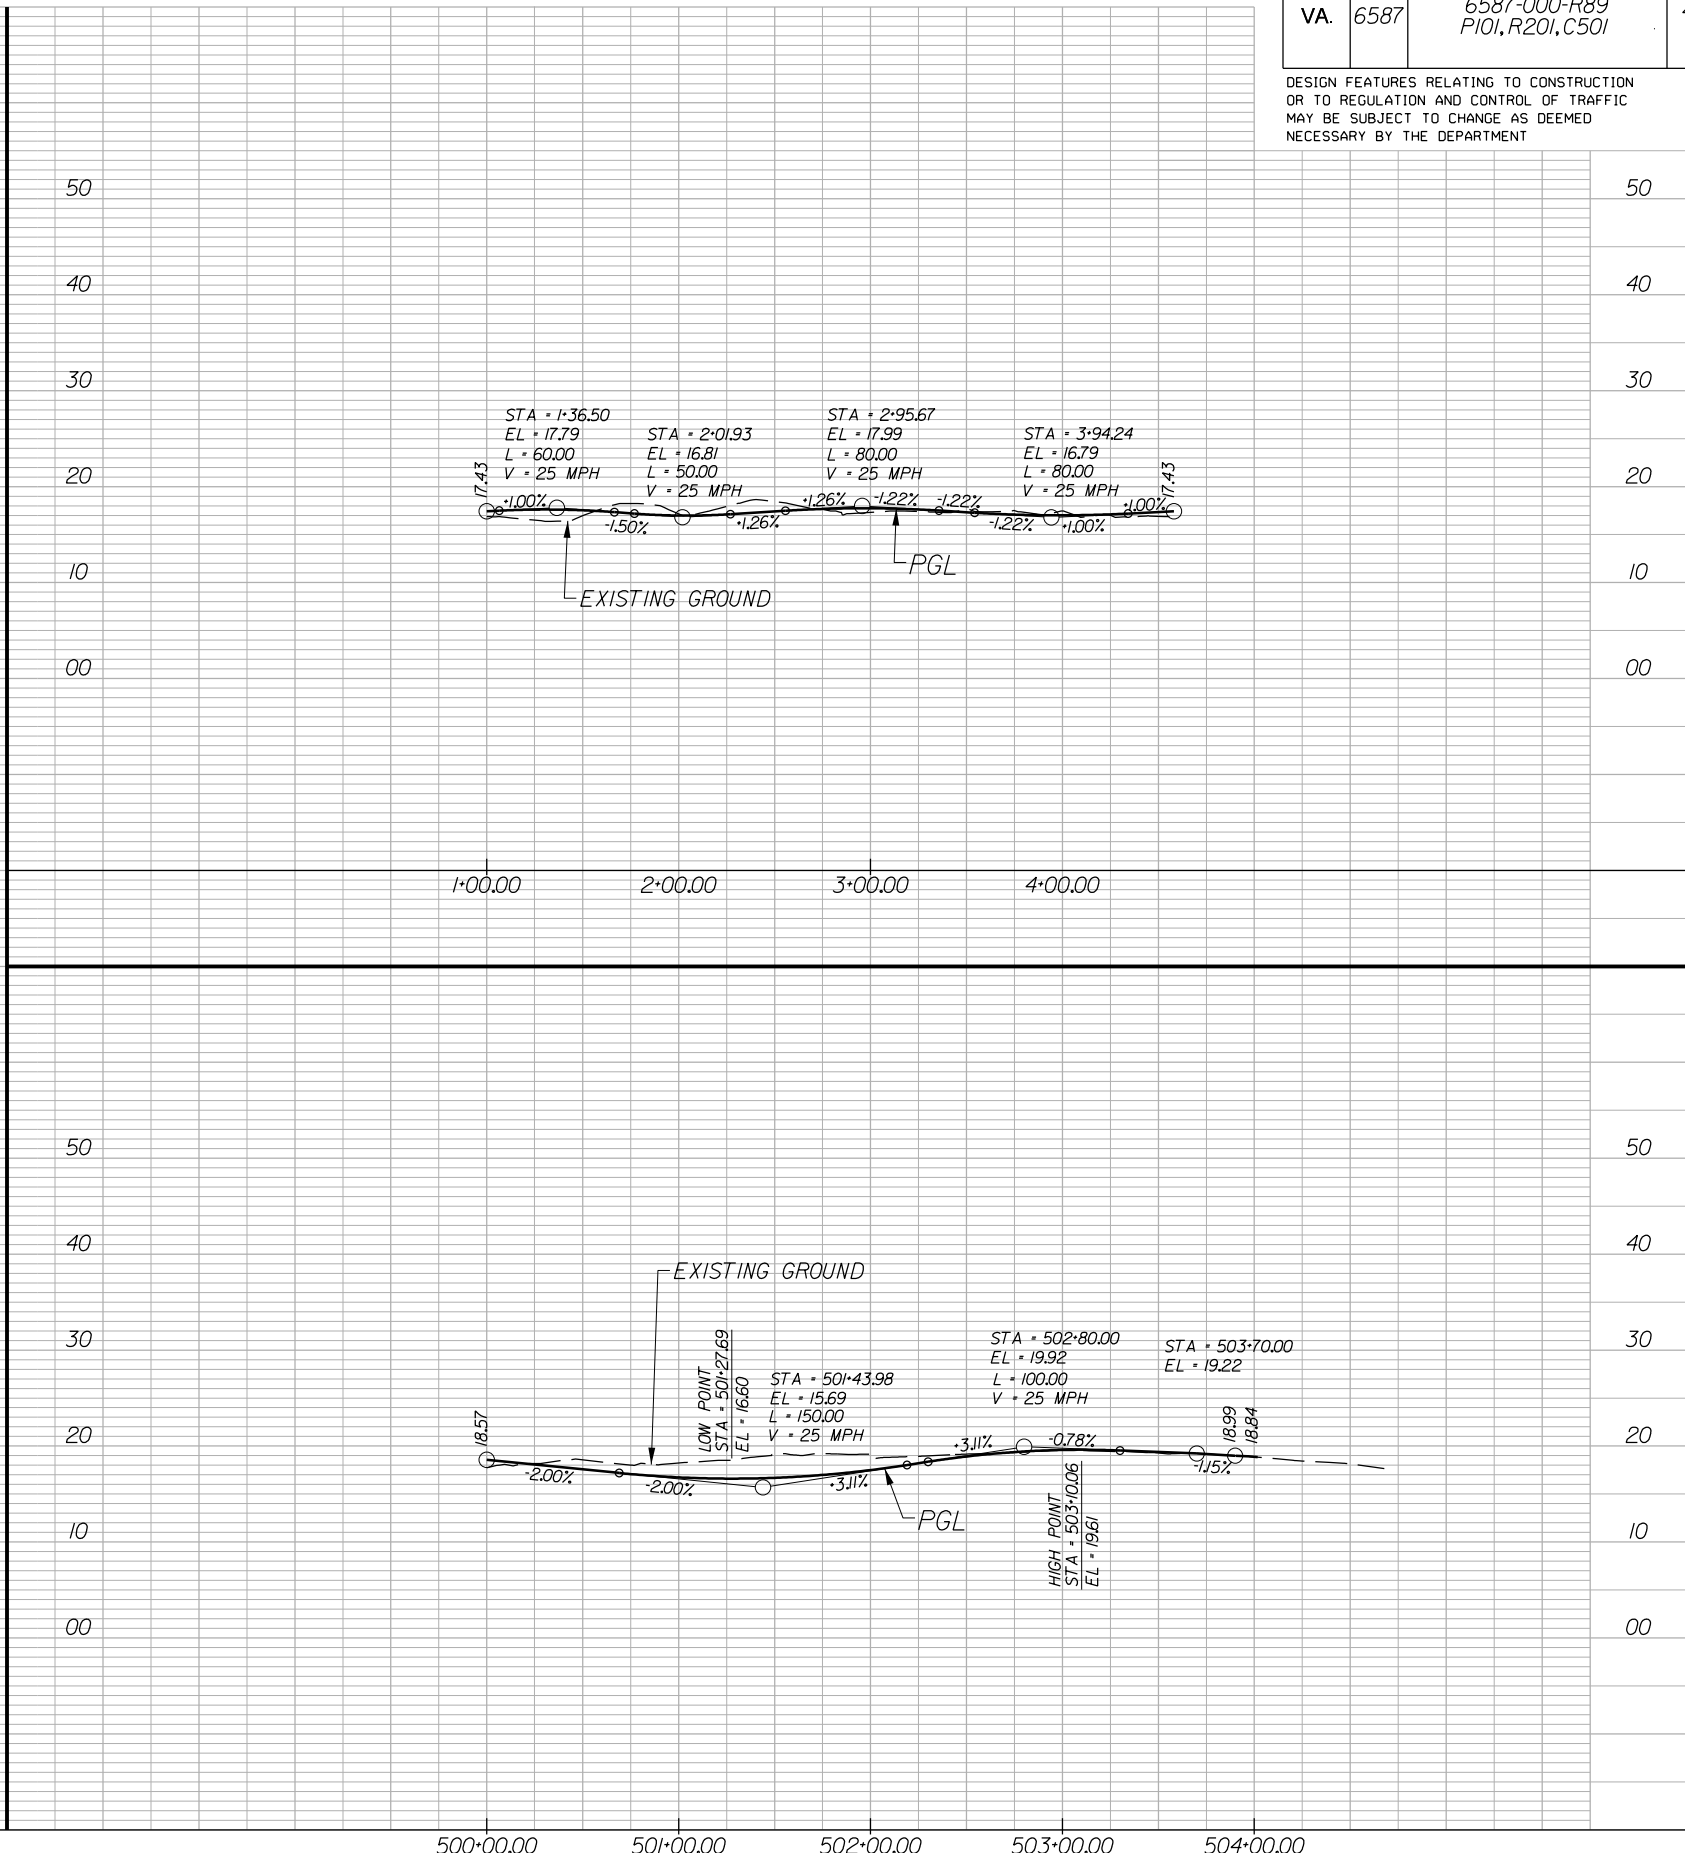 VA.
6587
6587-000-R89
P101, R201, C501
DESIGN FEATURES RELATING TO CONSTRUCTION
OR TO REGULATION AND CONTROL OF TRAFFIC
MAY BE SUBJECT TO CHANGE AS DEEMED
NECESSARY BY THE DEPARTMENT
50
50
40
40
30
30
20
20
10
10
00
00
17.43
STA = 1+36.50
EL = 17.79
L = 60.00
V = 25 MPH
STA = 2+01.93
EL = 16.81
L = 50.00
V = 25 MPH
STA = 2+95.67
EL = 17.99
L = 80.00
V = 25 MPH
STA = 3+94.24
EL = 16.79
L = 80.00
V = 25 MPH
17.43
+1.00%
-1.50%
+1.26%
+1.26%
-1.22%
-1.22%
-1.22%
+1.00%
+1.00%
PGL
EXISTING GROUND
1+00.00
2+00.00
3+00.00
4+00.00
50
50
40
40
30
30
20
20
10
10
00
00
EXISTING GROUND
18.57
LOW POINT
STA = 501+27.69
EL = 16.60
STA = 501+43.98
EL = 15.69
L = 150.00
V = 25 MPH
STA = 502+80.00
EL = 19.92
L = 100.00
V = 25 MPH
STA = 503+70.00
EL = 19.22
18.99
18.84
-2.00%
-2.00%
+3.11%
+3.11%
-0.78%
-1.15%
PGL
HIGH POINT
STA = 503+10.06
EL = 19.61
500+00.00
501+00.00
502+00.00
503+00.00
504+00.00